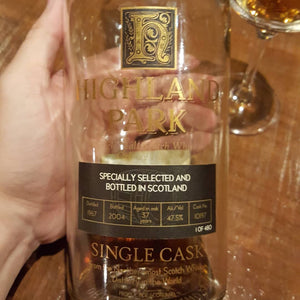 HIGHLAND
PARK
SPECIALLY SELECTED AND
BOTTLED IN SCOTLAND
Distilled Bottled Aged in oak Alc/Vol. Cask No.
1967 2004 37 years 47.5% 10197
1 OF 480
SINGLE CASK